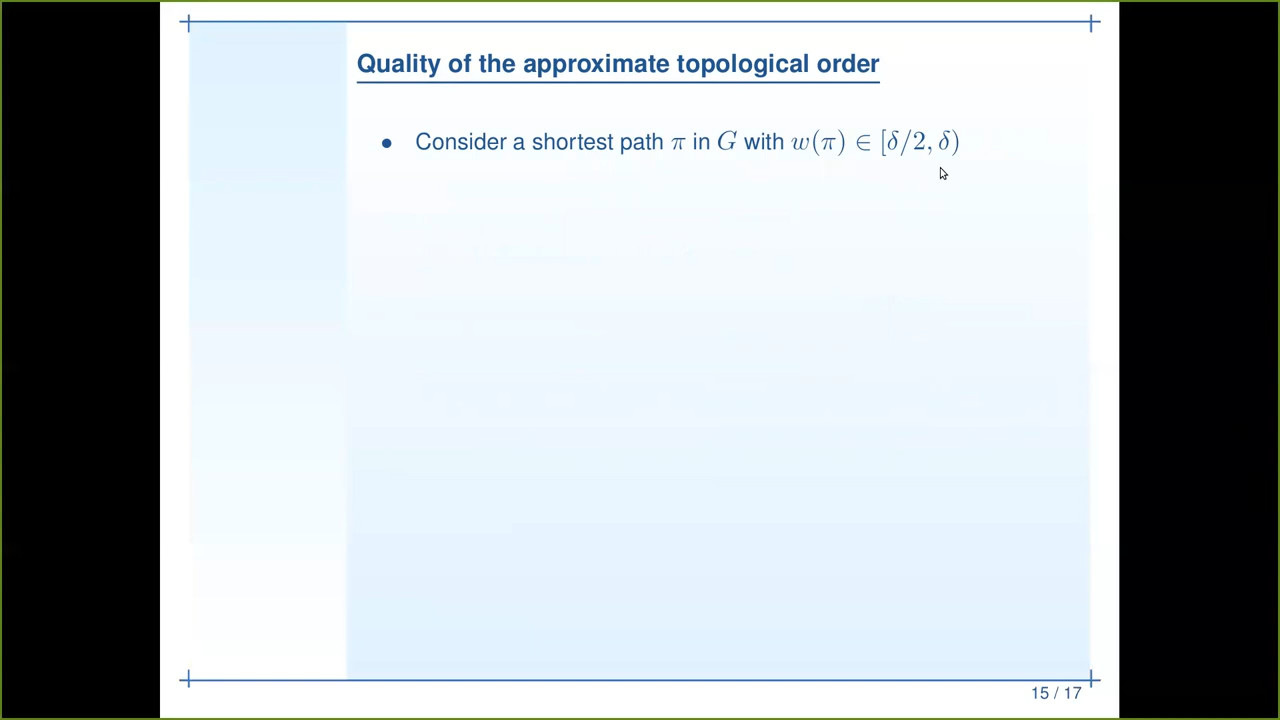 Quality of the approximate topological order
● Consider a shortest path π in G with w(π) ∈ [δ/2, δ)
15 / 17